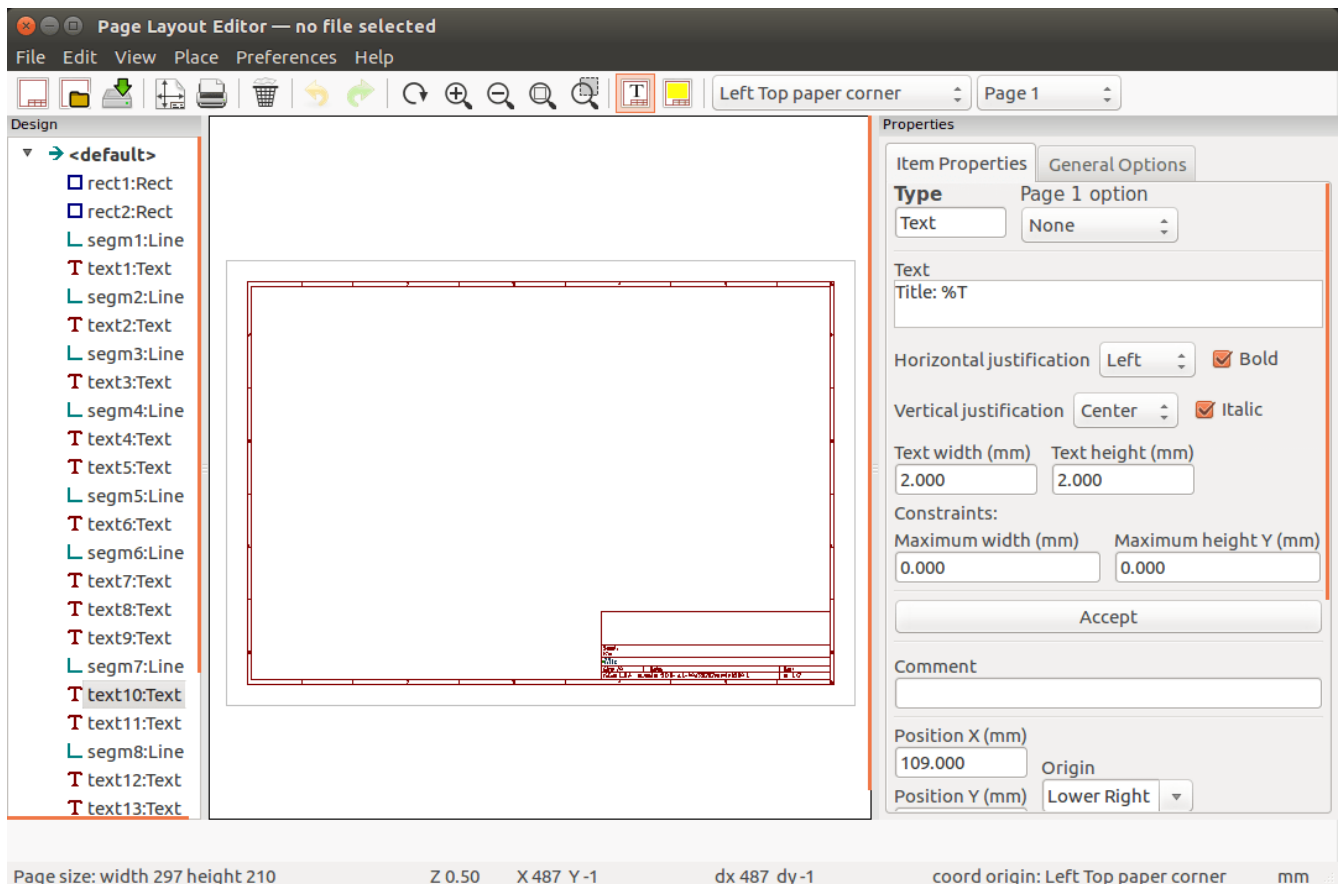 Page Layout Editor — no file selected
File Edit View Place Preferences Help
T Left Top paper corner Page 1
Design
<default>
rect1:Rect
rect2:Rect
segm1:Line
T text1:Text
segm2:Line
T text2:Text
segm3:Line
T text3:Text
segm4:Line
T text4:Text
T text5:Text
segm5:Line
T text6:Text
segm6:Line
T text7:Text
T text8:Text
T text9:Text
segm7:Line
T text10:Text
T text11:Text
segm8:Line
T text12:Text
T text13:Text
Properties
Item Properties General Options
Type Page 1 option
Text None
Text
Title: %T
Horizontal justification Left Bold
Vertical justification Center Italic
Text width (mm) Text height (mm)
2.000 2.000
Constraints:
Maximum width (mm) Maximum height Y (mm)
0.000 0.000
Accept
Comment
Position X (mm)
109.000 Origin
Position Y (mm) Lower Right
Page size: width 297 height 210 Z 0.50 X 487 Y -1 dx 487 dy -1 coord origin: Left Top paper corner mm